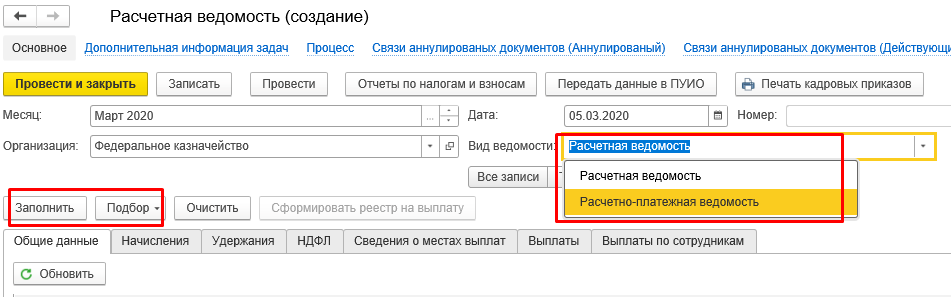 Расчетная ведомость (создание)
Основное Дополнительная информация задач Процесс Связи аннулированых документов (Аннулированый) Связи аннулированых документов (Действующи
Провести и закрыть Записать Провести Отчеты по налогам и взносам Передать данные в ПУИО Печать кадровых приказов
Месяц: Март 2020 ... Дата: 05.03.2020 Номер:
Организация: Федеральное казначейство Вид ведомости: Расчетная ведомость
Все записи
Расчетная ведомость
Расчетно-платежная ведомость
Заполнить Подбор Очистить Сформировать реестр на выплату
Общие данные Начисления Удержания НДФЛ Сведения о местах выплат Выплаты Выплаты по сотрудникам
Обновить